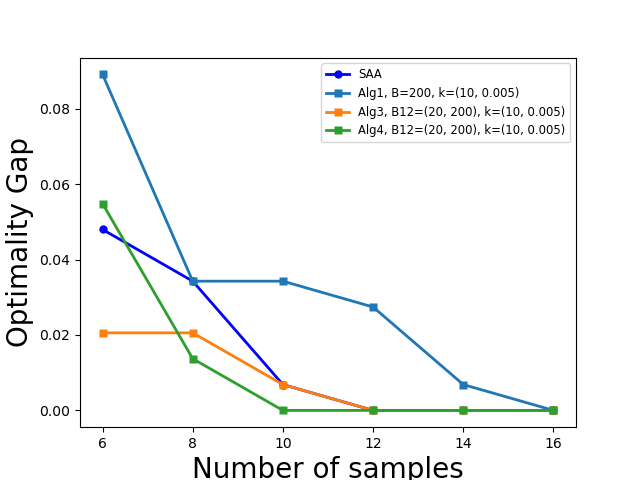 SAA
Alg1, B=200, k=(10, 0.005)
Alg3, B12=(20, 200), k=(10, 0.005)
Alg4, B12=(20, 200), k=(10, 0.005)
Optimality Gap
0.08
0.06
0.04
0.02
0.00
6 8 10 12 14 16
Number of samples